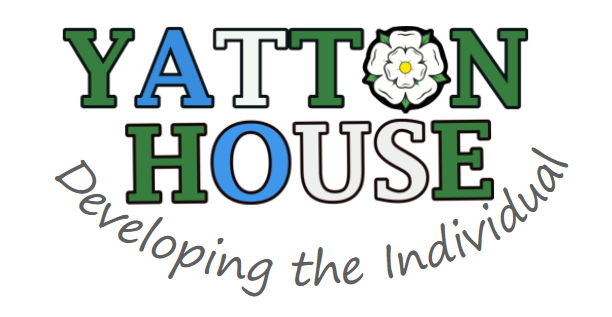 YATTON
HOUSE
Developing the Individual